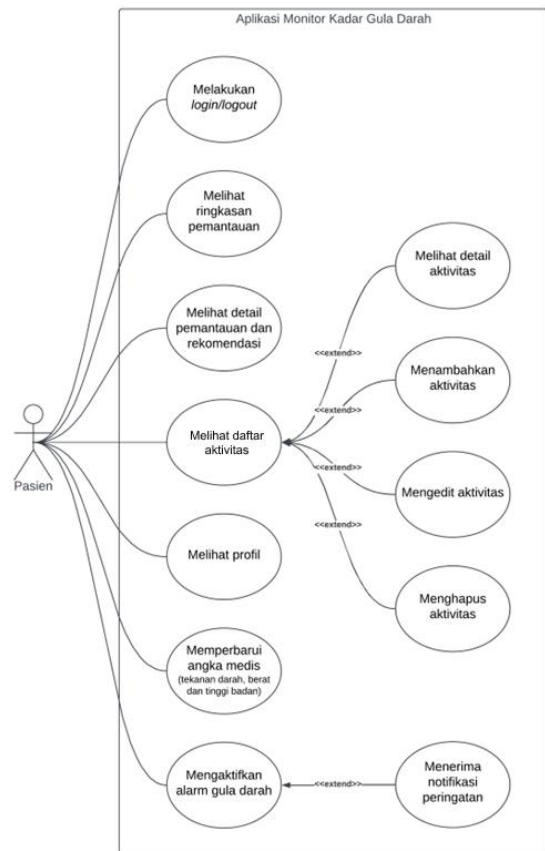 Aplikasi Monitor Kadar Gula Darah
Melakukan
login/logout
Melihat
ringkasan
pemantauan
Melihat detail
pemantauan dan
rekomendasi
Melihat daftar
aktivitas
Melihat profil
Memperbarui
angka medis
(tekanan darah, berat
dan tinggi badan)
Mengaktifkan
alarm gula darah
Pasien
Melihat detail
aktivitas
<<extend>>
Menambahkan
aktivitas
<<extend>>
Mengedit aktivitas
<<extend>>
Menghapus
aktivitas
<<extend>>
Menerima
notifikasi
peringatan
<<extend>>